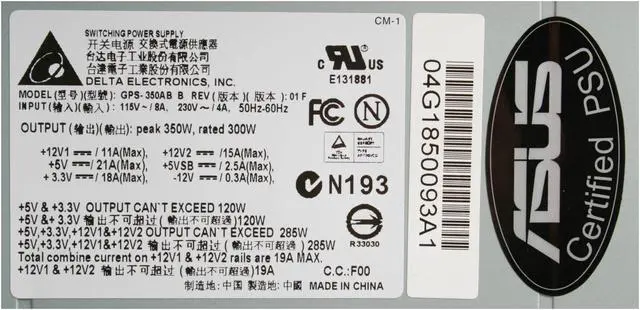 SWITCHING POWER SUPPLY
CM-1
开关电源 交換式電源供應器
台达电子工业股份有限公司
台達電子工業股份有限公司
DELTA ELECTRONICS, INC.
MODEL(型号)(型號): GPS-350AB B REV(版本)(版本): 01F
INPUT(输入)(輸入): 115V~/8A, 230V~/4A, 50Hz-60Hz
OUTPUT (输出)(輸出): peak 350W, rated 300W
+12V1 /11A(Max), +12V2 /15A(Max)
+5V /21A(Max), +5VSB /2.5A(Max),
+3.3V /18A(Max), -12V /0.3A(Max),
+5V &+3.3V OUTPUT CAN'T EXCEED 120W
+5V &+3.3V 输出不可超过(輸出不可超過)120W
+5V,+3.3V,+12V1&+12V2 OUTPUT CAN'T EXCEED 285W
+5V,+3.3V,+12V1&+12V2 输出不可超过(輸出不可超過)285W
Total combine current on +12V1 & +12V2 rails are 19A MAX.
+12V1 & +12V2 输出不可超过(輸出不可超過)19A
C.C.:F00
制造地: 中国 製造地: 中國 MADE IN CHINA
c UR US
E131881
FC N
N193
R33030
04G1850093A1
ASUS
Certified PSU